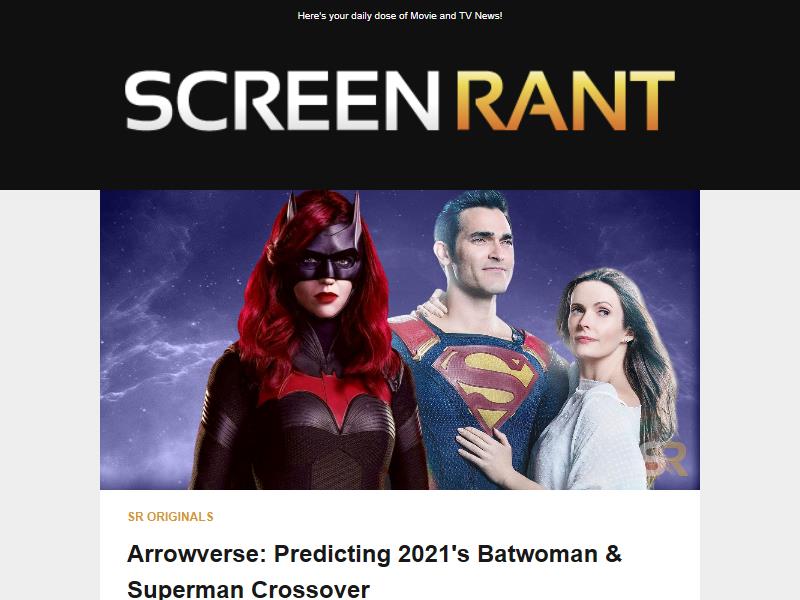 Here's your daily dose of Movie and TV News!
SCREEN RANT
SR
SR ORIGINALS
Arrowverse: Predicting 2021's Batwoman &
Superman Crossover